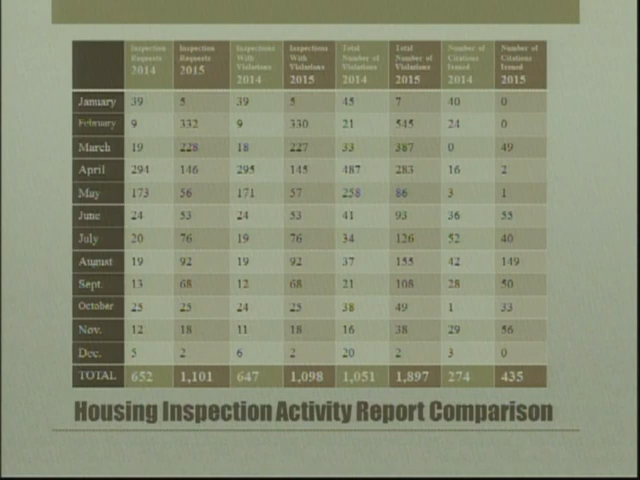 Inspection Requests 2014 Inspection Requests 2015 Inspections With Violations 2014 Inspections With Violations 2015 Total Number of Violations 2014 Total Number of Violations 2015 Number of Citations Issued 2014 Number of Citations Issued 2015
January 39 5 39 5 45 7 40 0
February 9 332 9 330 21 545 24 0
March 19 228 18 227 33 387 0 49
April 294 146 295 145 487 283 16 2
May 173 56 171 57 258 86 3 1
June 24 53 24 53 41 93 36 55
July 20 76 19 76 34 126 52 40
August 19 92 19 92 37 155 42 149
Sept. 13 68 12 68 21 108 28 50
October 25 25 24 25 38 49 1 33
Nov. 12 18 11 18 16 38 29 56
Dec. 5 2 6 2 20 2 3 0
TOTAL 652 1,101 647 1,098 1,051 1,897 274 435
Housing Inspection Activity Report Comparison